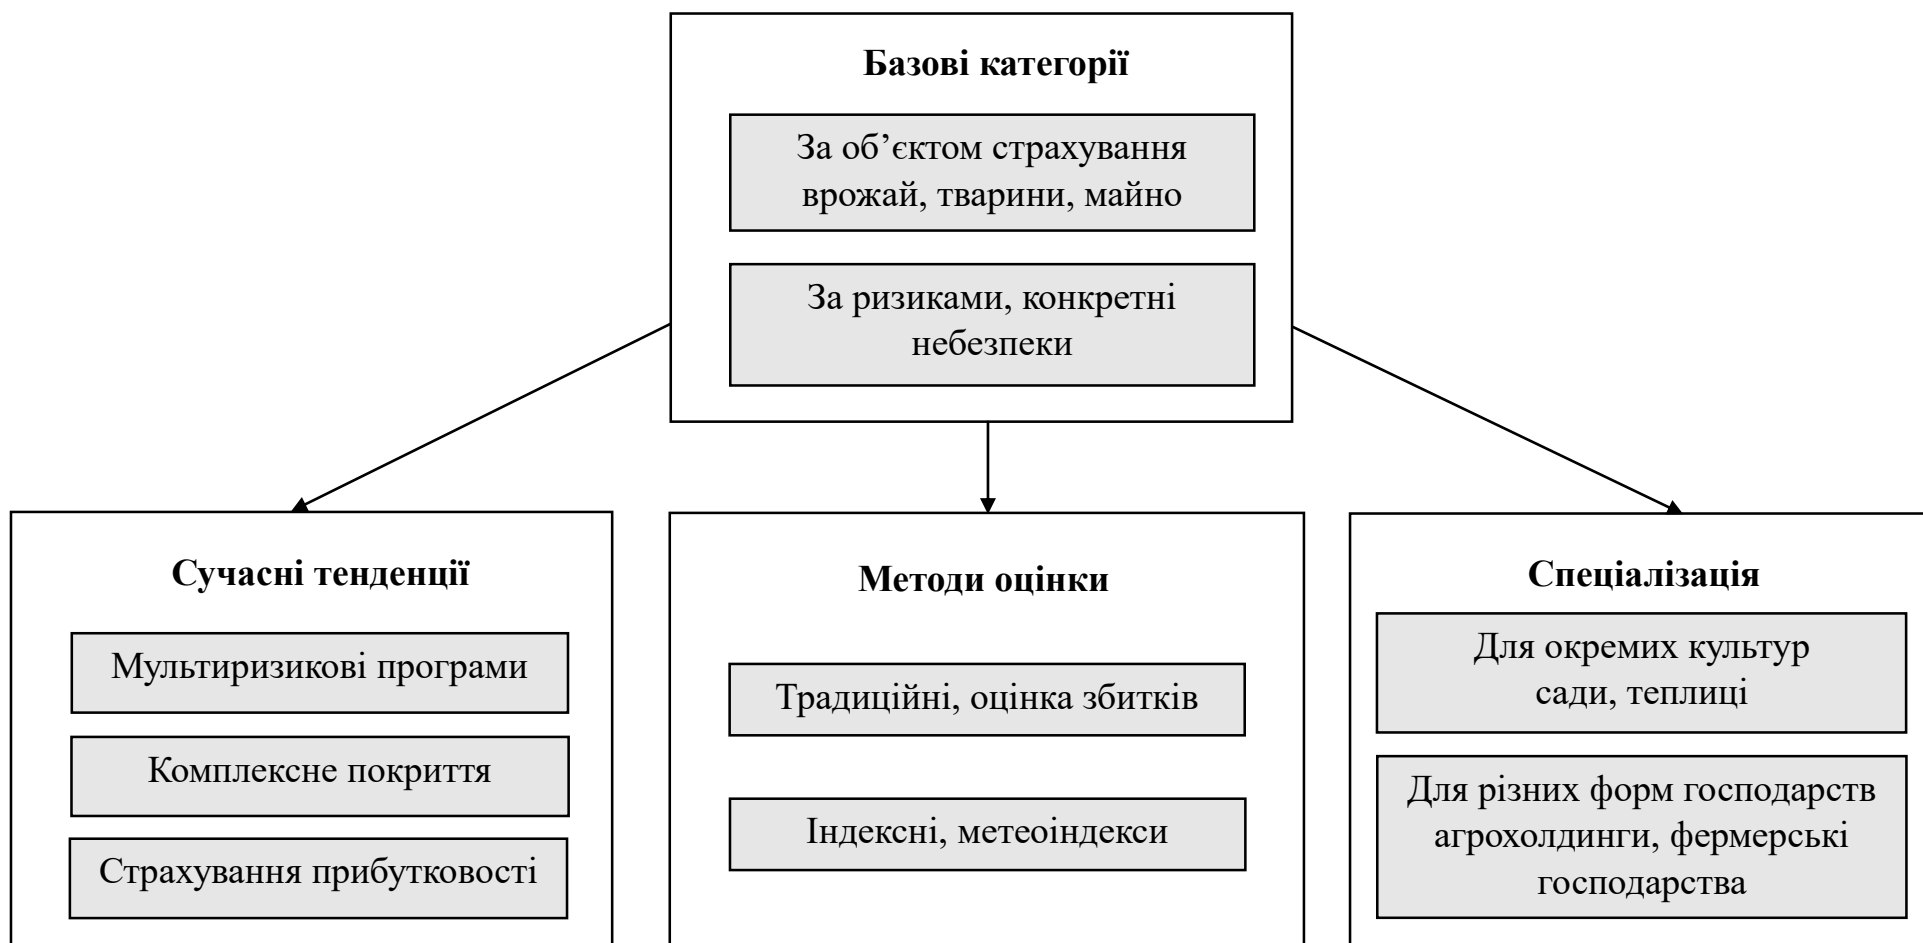 Базові категорії
За об’єктом страхування
врожай, тварини, майно
За ризиками, конкретні
небезпеки
Сучасні тенденції
Мультиризикові програми
Комплексне покриття
Страхування прибутковості
Методи оцінки
Традиційні, оцінка збитків
Індексні, метеоіндекси
Спеціалізація
Для окремих культур
сади, теплиці
Для різних форм господарств
агрохолдинги, фермерські
господарства